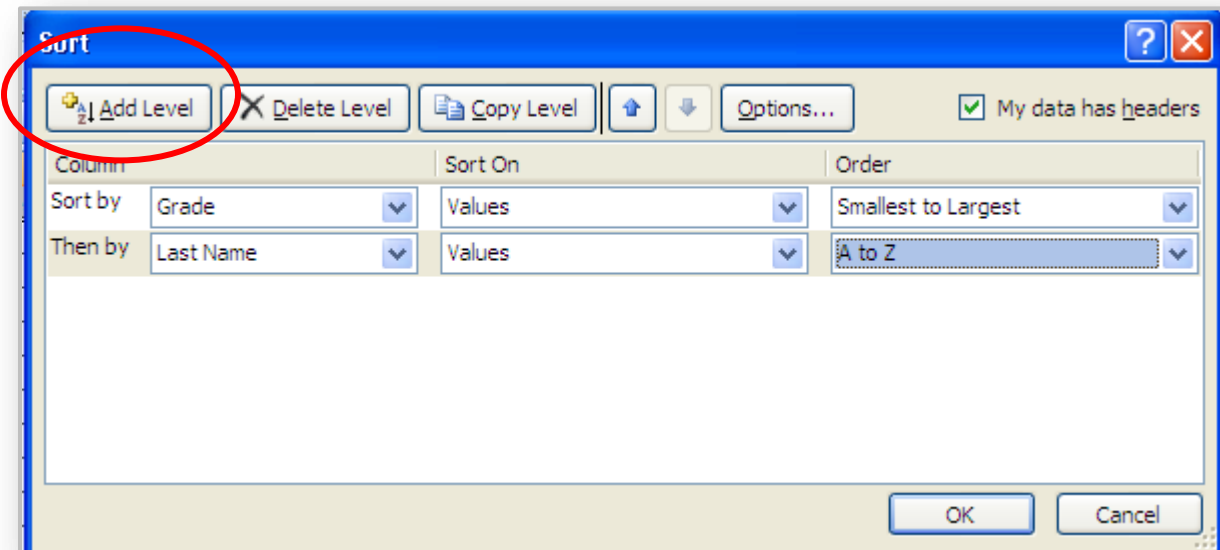 Sort
Add Level Delete Level Copy Level Options... My data has headers
Column Sort On Order
Sort by Grade Values Smallest to Largest
Then by Last Name Values A to Z
OK Cancel